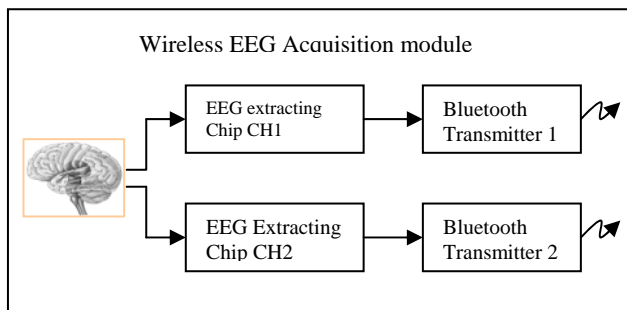 Wireless EEG Acquisition module
EEG extracting
Chip CH1
Bluetooth
Transmitter 1
EEG Extracting
Chip CH2
Bluetooth
Transmitter 2